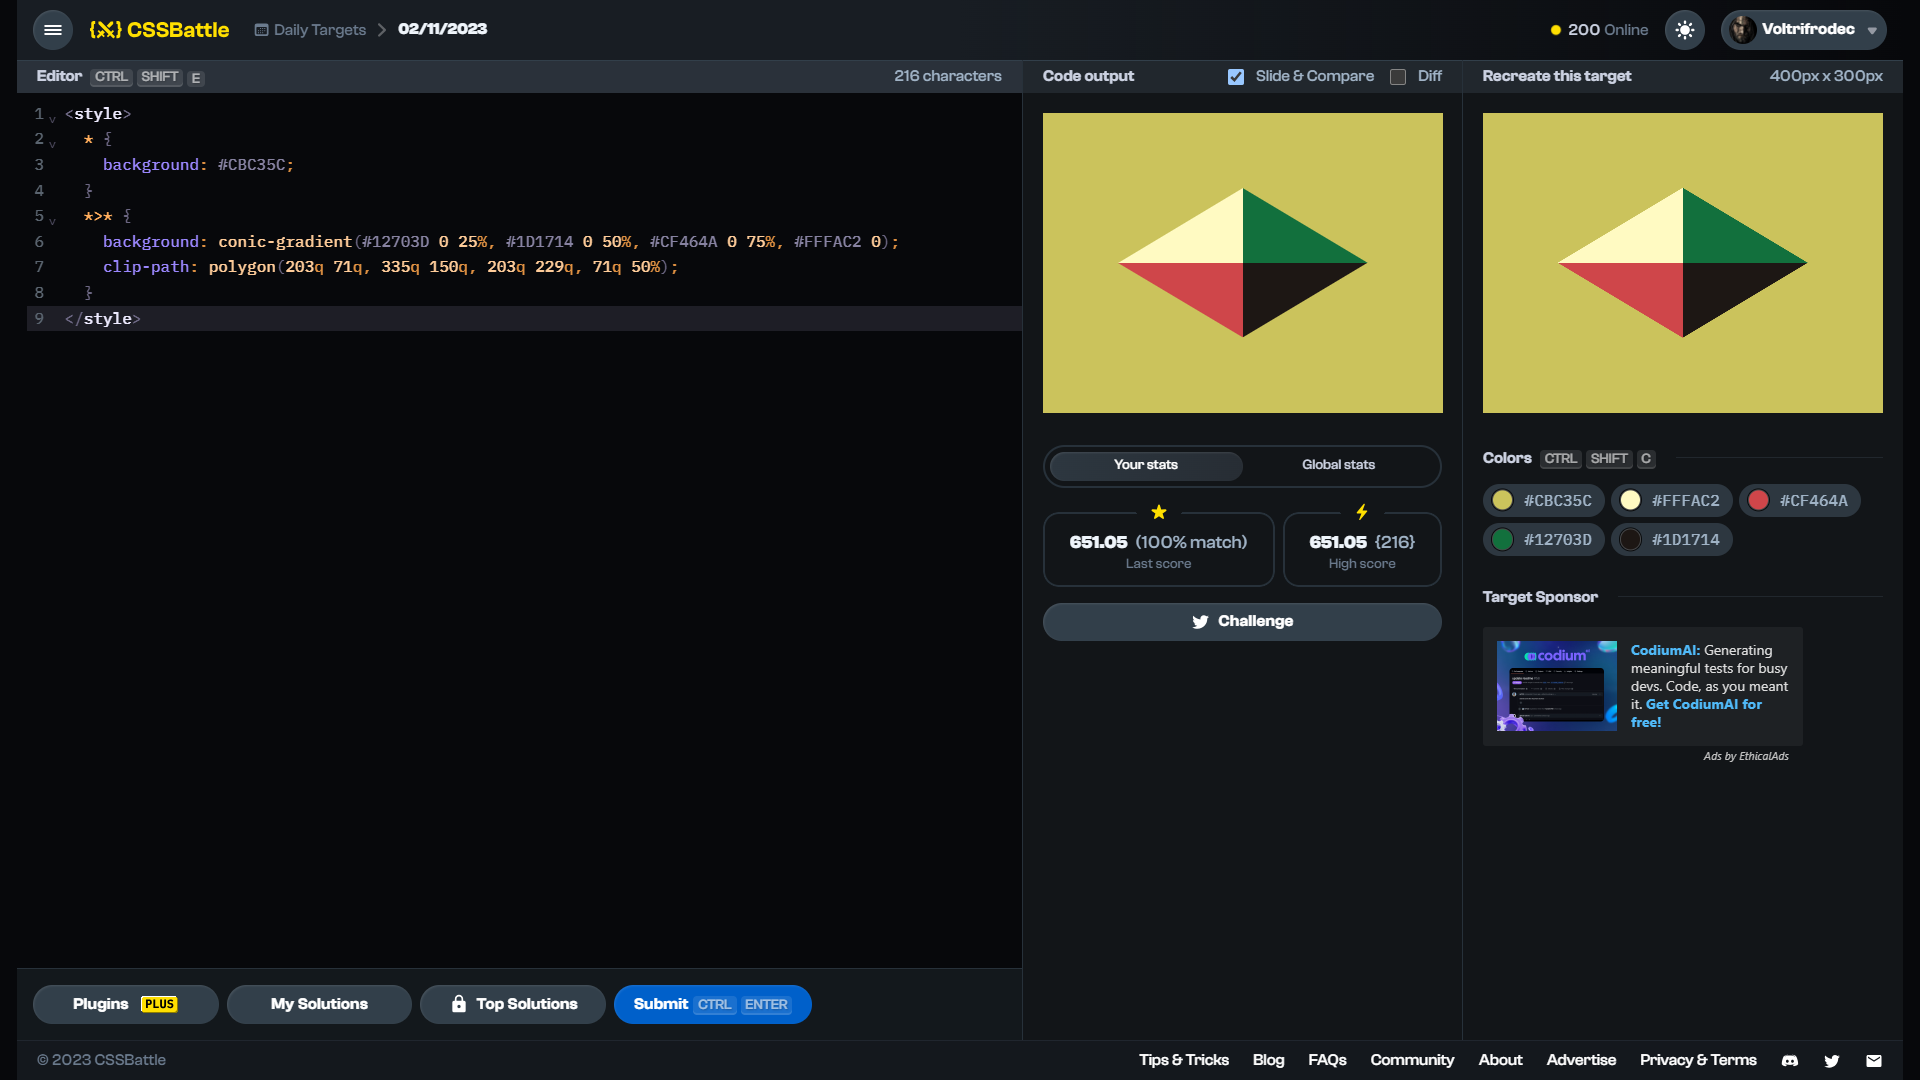 CSSBattle
Daily Targets
02/11/2023
200 Online
Voltrifrodec
Editor CTRL SHIFT E
216 characters
Code output
Slide & Compare
Diff
Recreate this target
400px x 300px
1 <style>
2 * {
3 background: #CBC35C;
4 }
5 *>* {
6 background: conic-gradient(#12703D 0 25%, #1D1714 0 50%, #CF464A 0 75%, #FFFAC2 0);
7 clip-path: polygon(203q 71q, 335q 150q, 203q 229q, 71q 50%);
8 }
9 </style>
Your stats
Global stats
651.05 (100% match)
Last score
651.05 {216}
High score
Challenge
Colors CTRL SHIFT C
#CBC35C
#FFFAC2
#CF464A
#12703D
#1D1714
Target Sponsor
codium
CodiumAI: Generating
meaningful tests for busy
devs. Code, as you meant
it. Get CodiumAI for
free!
Ads by EthicalAds
Plugins PLUS
My Solutions
Top Solutions
Submit CTRL ENTER
© 2023 CSSBattle
Tips & Tricks
Blog
FAQs
Community
About
Advertise
Privacy & Terms